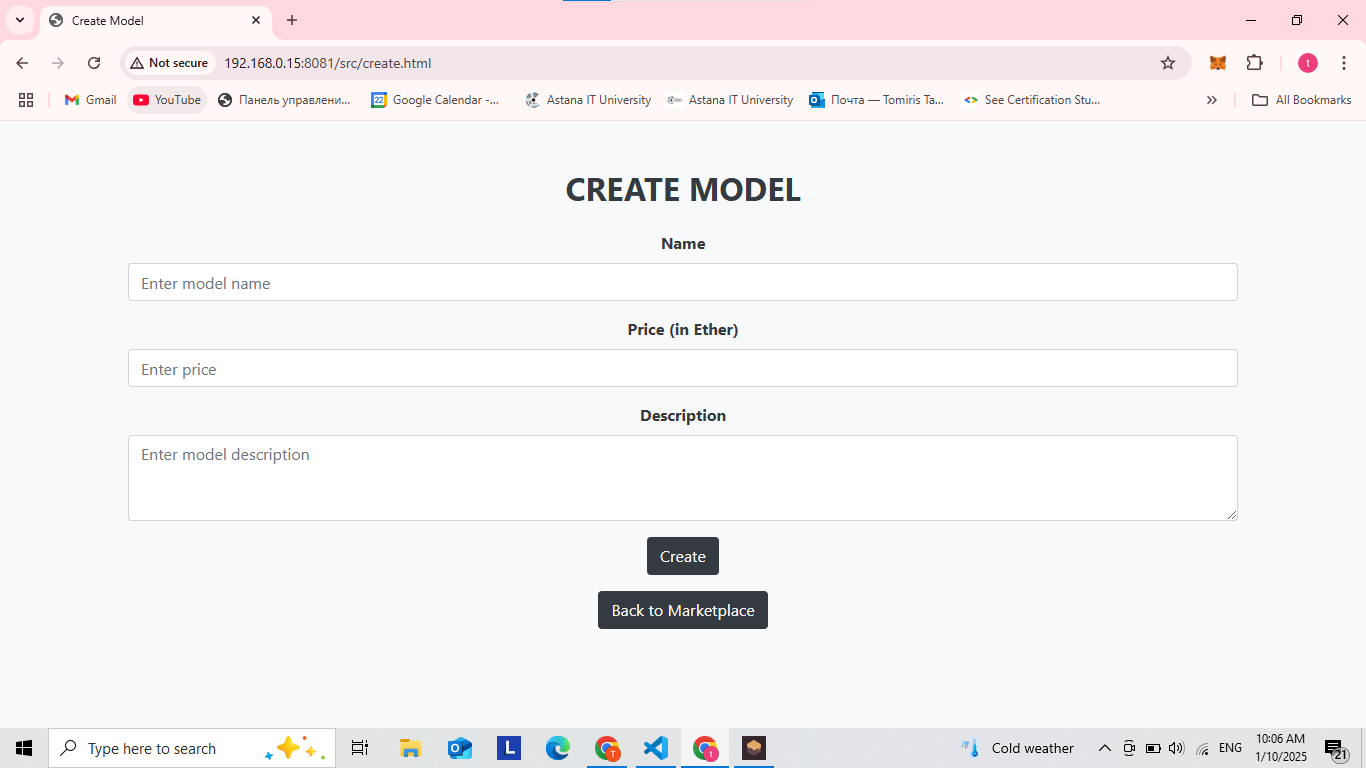 Create Model
Not secure
192.168.0.15:8081/src/create.html
t
Gmail
YouTube
Панель управлени...
22
Google Calendar -...
Astana IT University
Astana IT University
Почта — Tomiris Ta...
See Certification Stu...
All Bookmarks
CREATE MODEL
Name
Enter model name
Price (in Ether)
Enter price
Description
Enter model description
Create
Back to Marketplace
Type here to search
L
T
t
Cold weather
ENG
10:06 AM
1/10/2025
21